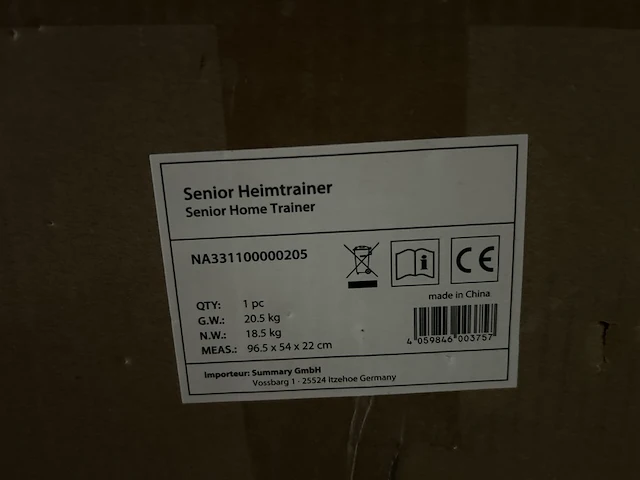 Senior Heimtrainer
Senior Home Trainer
NA331100000205
CE
made in China
QTY: 1 pc
G.W.: 20.5 kg
N.W.: 18.5 kg
MEAS.: 96.5 x 54 x 22 cm
4 059846 003757
Importeur: Summary GmbH
Vossbarg 1 · 25524 Itzehoe Germany